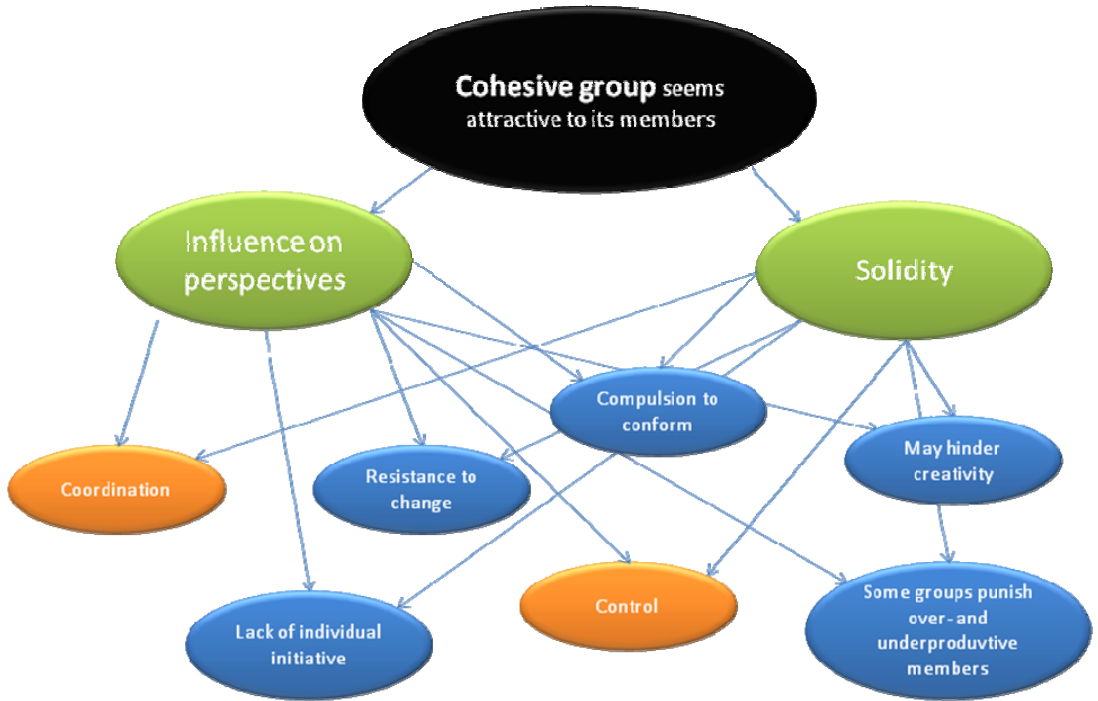 Cohesive group seems
attractive to its members
Influence on
perspectives
Solidity
Compulsion to
conform
May hinder
creativity
Coordination
Resistance to
change
Control
Some groups punish
over- and
underproduvtive
members
Lack of individual
initiative